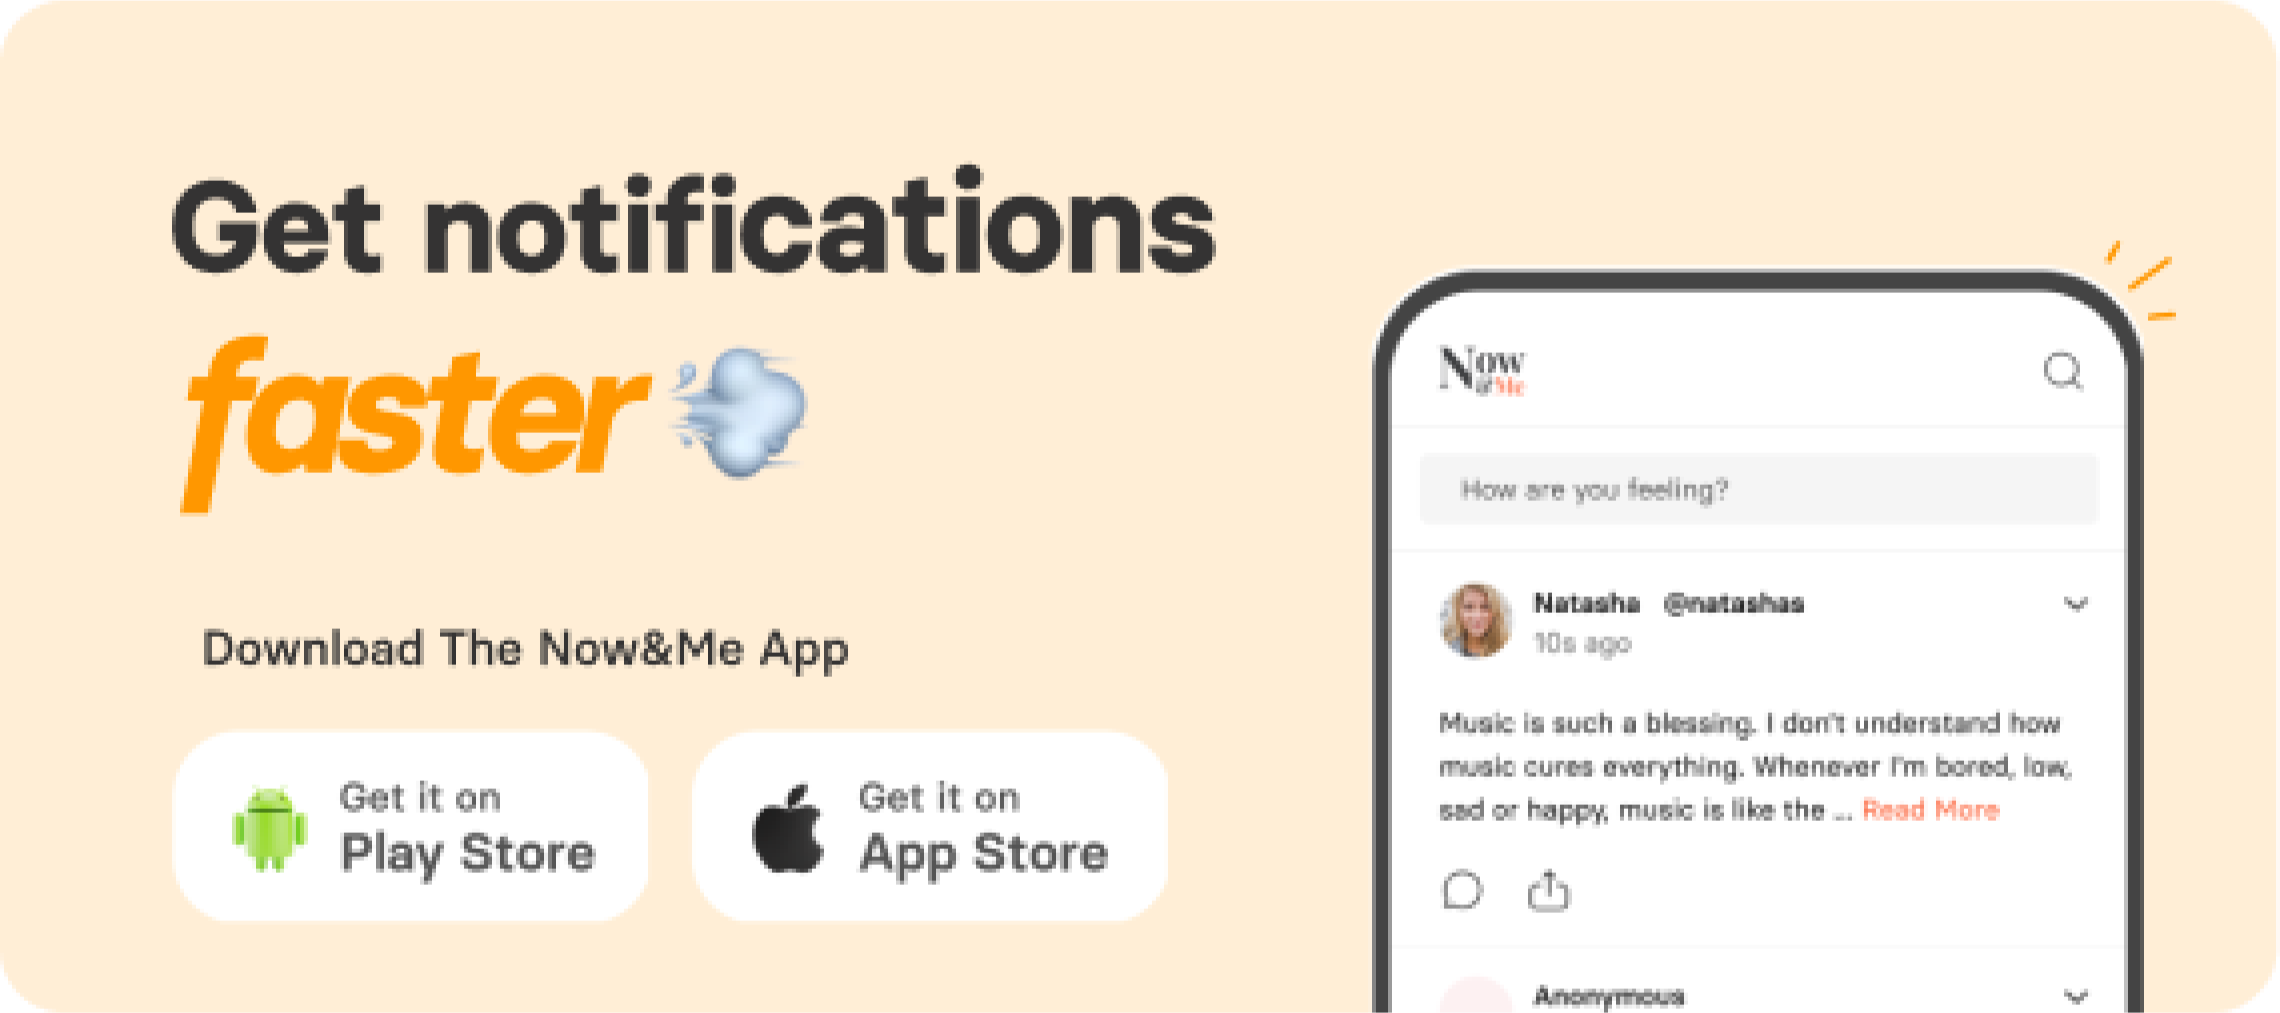 Get notifications
faster
Download The Now&Me App
Get it on
Play Store
Get it on
App Store
Now
&Me
How are you feeling?
Natasha @natashas
10s ago
Music is such a blessing. I don't understand how
music cures everything. Whenever I'm bored, low,
sad or happy, music is like the ... Read More
Anonymous